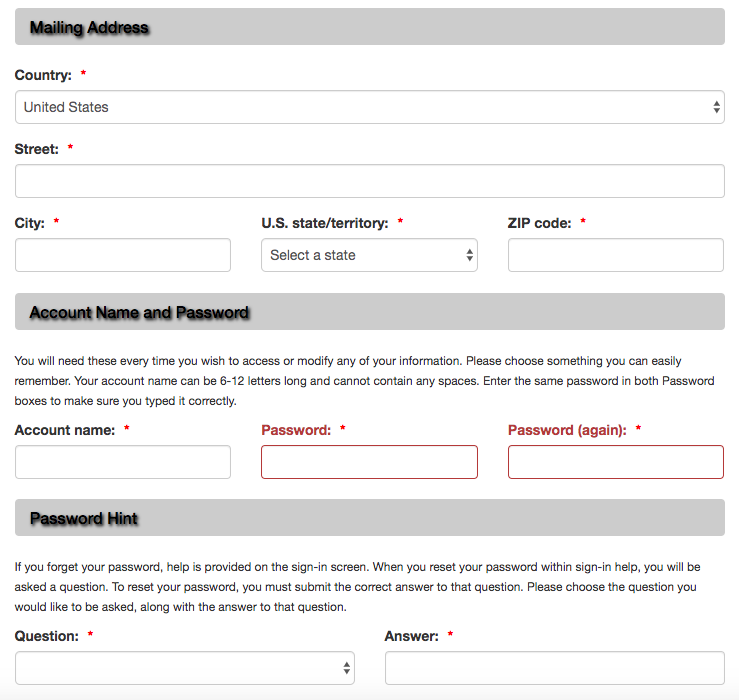 Mailing Address
Country: *
United States
Street: *
City: * U.S. state/territory: * ZIP code: *
Select a state
Account Name and Password
You will need these every time you wish to access or modify any of your information. Please choose something you can easily
remember. Your account name can be 6-12 letters long and cannot contain any spaces. Enter the same password in both Password
boxes to make sure you typed it correctly.
Account name: * Password: * Password (again): *
Password Hint
If you forget your password, help is provided on the sign-in screen. When you reset your password within sign-in help, you will be
asked a question. To reset your password, you must submit the correct answer to that question. Please choose the question you
would like to be asked, along with the answer to that question.
Question: * Answer: *